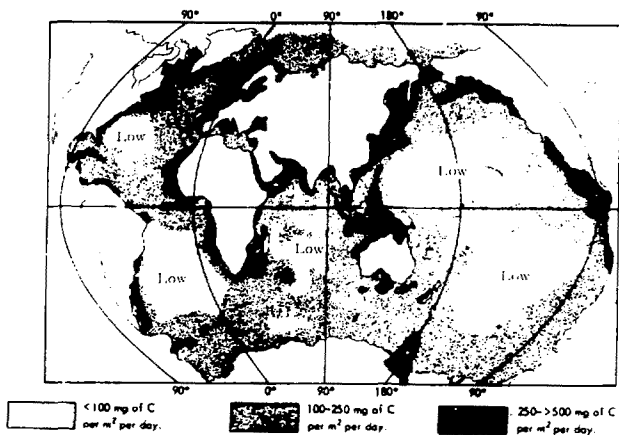 90° 0° 90° 180° 90°
Low
Low
Low
Low
Low
90° 0° 90° 180° 90°
<100 mg of C
per m² per day.
100-250 mg of C
per m² per day.
250->500 mg of C
per m² per day.